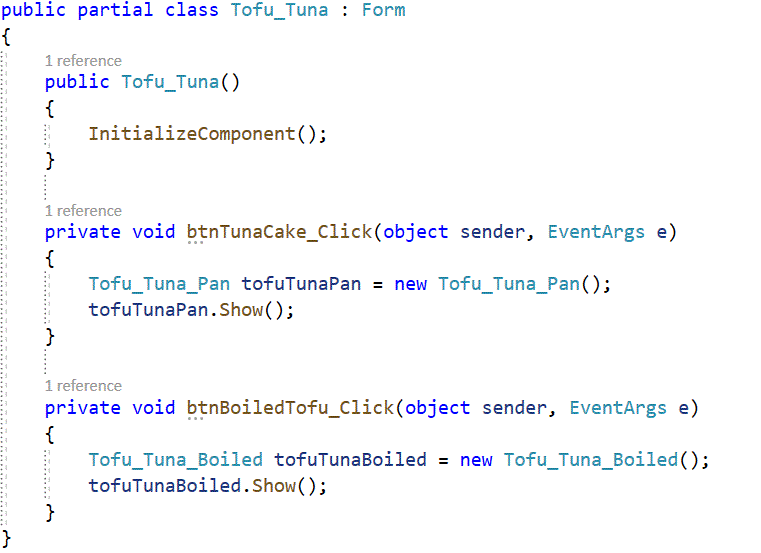 public partial class Tofu_Tuna : Form
{
1 reference
public Tofu_Tuna()
{
InitializeComponent();
}
1 reference
private void btnTunaCake_Click(object sender, EventArgs e)
{
Tofu_Tuna_Pan tofuTunaPan = new Tofu_Tuna_Pan();
tofuTunaPan.Show();
}
1 reference
private void btnBoiledTofu_Click(object sender, EventArgs e)
{
Tofu_Tuna_Boiled tofuTunaBoiled = new Tofu_Tuna_Boiled();
tofuTunaBoiled.Show();
}
}